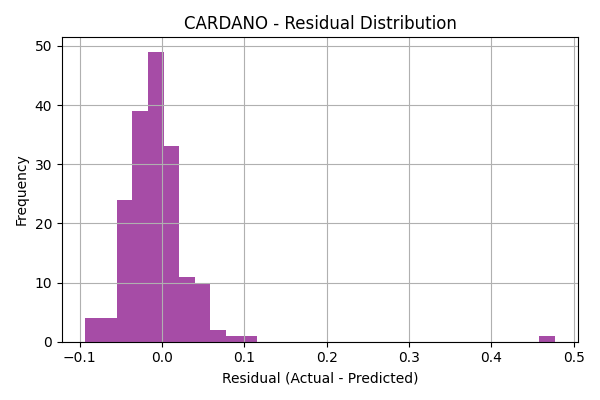 CARDANO - Residual Distribution
50
40
30
20
10
0
Frequency
−0.1 0.0 0.1 0.2 0.3 0.4 0.5
Residual (Actual - Predicted)